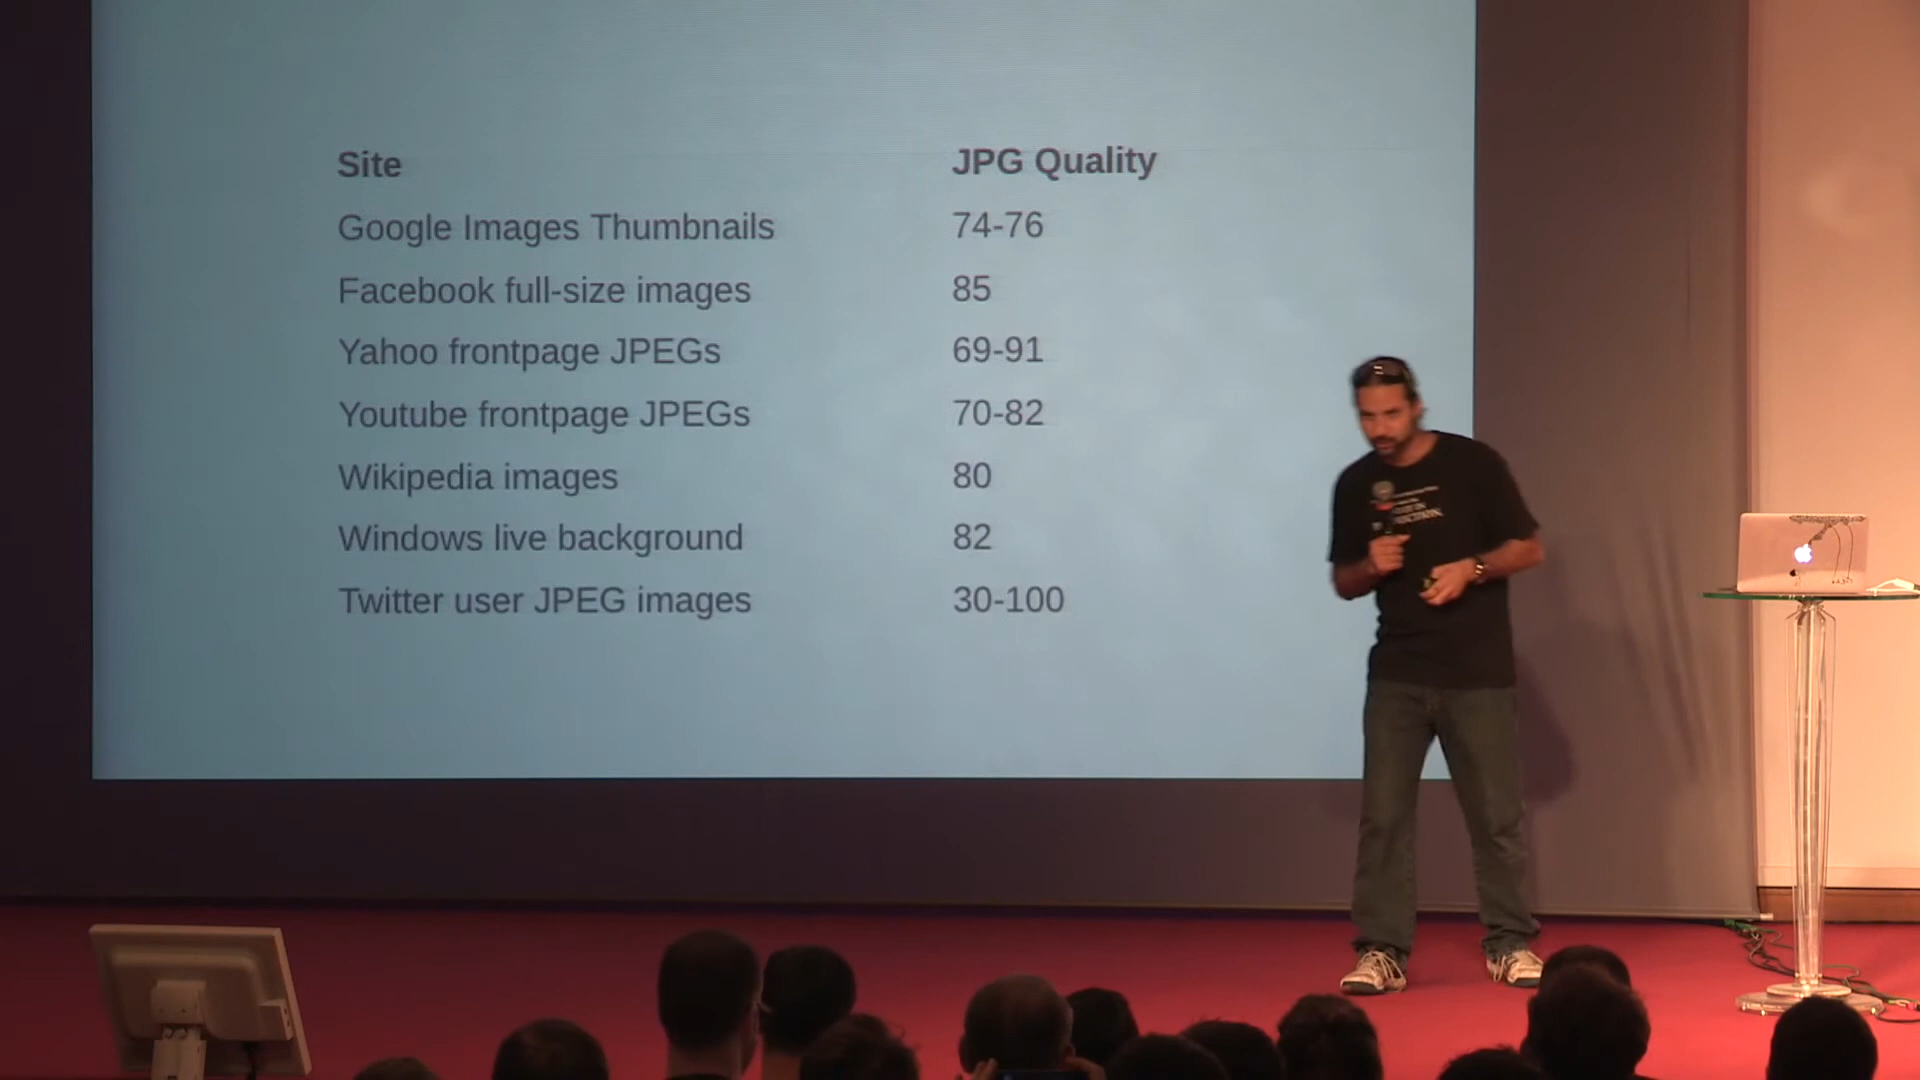 Site JPG Quality
Google Images Thumbnails 74-76
Facebook full-size images 85
Yahoo frontpage JPEGs 69-91
Youtube frontpage JPEGs 70-82
Wikipedia images 80
Windows live background 82
Twitter user JPEG images 30-100